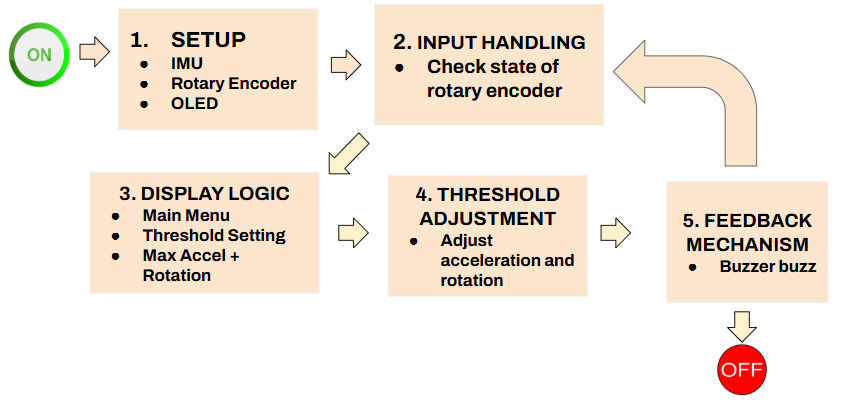 ON
1. SETUP
● IMU
● Rotary Encoder
● OLED
2. INPUT HANDLING
● Check state of
rotary encoder
3. DISPLAY LOGIC
● Main Menu
● Threshold Setting
● Max Accel +
Rotation
4. THRESHOLD
ADJUSTMENT
● Adjust
acceleration and
rotation
5. FEEDBACK
MECHANISM
● Buzzer buzz
OFF